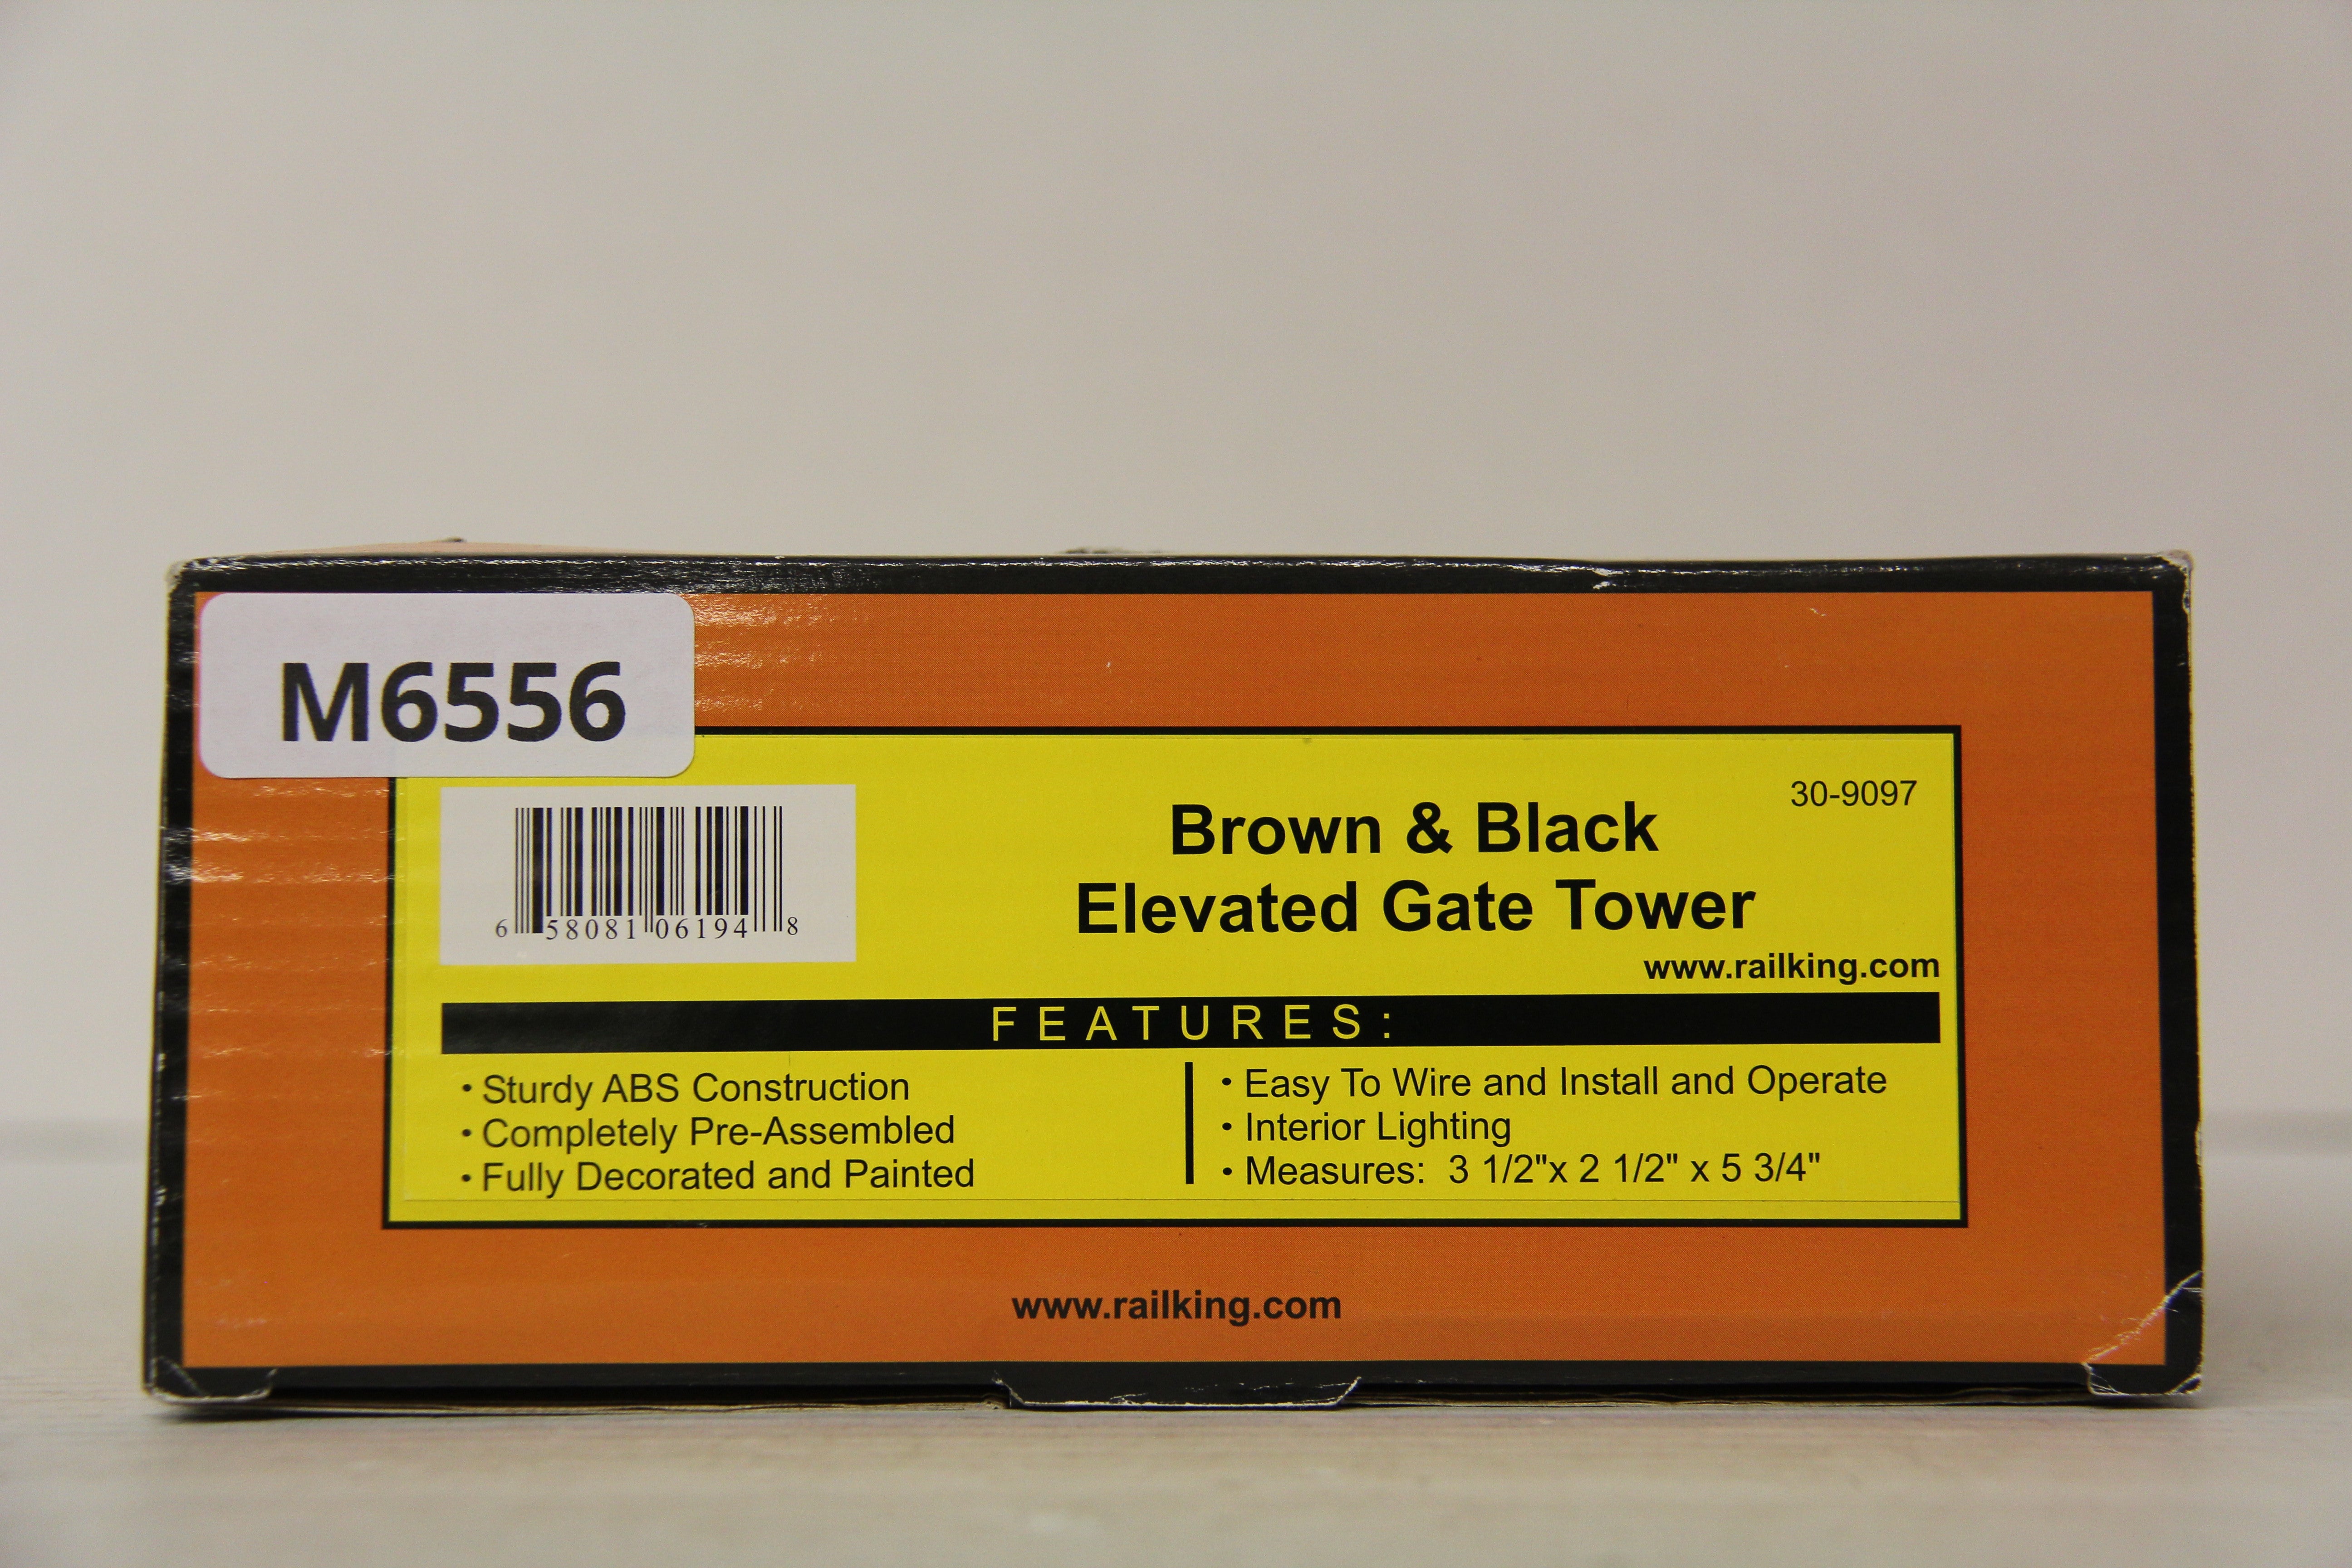 M6556
6 58081 06194 8
30-9097
Brown & Black
Elevated Gate Tower
www.railking.com
FEATURES:
• Sturdy ABS Construction
• Completely Pre-Assembled
• Fully Decorated and Painted
• Easy To Wire and Install and Operate
• Interior Lighting
• Measures: 3 1/2"x 2 1/2" x 5 3/4"
www.railking.com